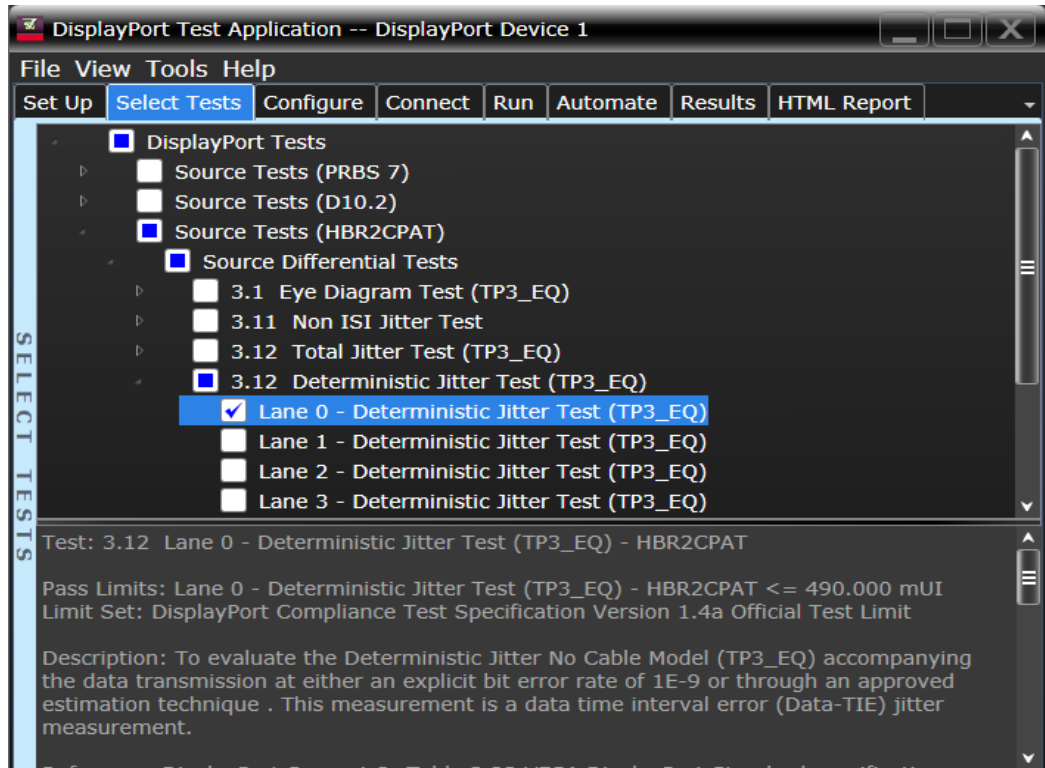 DisplayPort Test Application -- DisplayPort Device 1
File View Tools Help
Set Up Select Tests Configure Connect Run Automate Results HTML Report
SELECT TESTS
DisplayPort Tests
Source Tests (PRBS 7)
Source Tests (D10.2)
Source Tests (HBR2CPAT)
Source Differential Tests
3.1 Eye Diagram Test (TP3_EQ)
3.11 Non ISI Jitter Test
3.12 Total Jitter Test (TP3_EQ)
3.12 Deterministic Jitter Test (TP3_EQ)
Lane 0 - Deterministic Jitter Test (TP3_EQ)
Lane 1 - Deterministic Jitter Test (TP3_EQ)
Lane 2 - Deterministic Jitter Test (TP3_EQ)
Lane 3 - Deterministic Jitter Test (TP3_EQ)
Test: 3.12 Lane 0 - Deterministic Jitter Test (TP3_EQ) - HBR2CPAT
Pass Limits: Lane 0 - Deterministic Jitter Test (TP3_EQ) - HBR2CPAT <= 490.000 mUI
Limit Set: DisplayPort Compliance Test Specification Version 1.4a Official Test Limit
Description: To evaluate the Deterministic Jitter No Cable Model (TP3_EQ) accompanying
the data transmission at either an explicit bit error rate of 1E-9 or through an approved
estimation technique . This measurement is a data time interval error (Data-TIE) jitter
measurement.